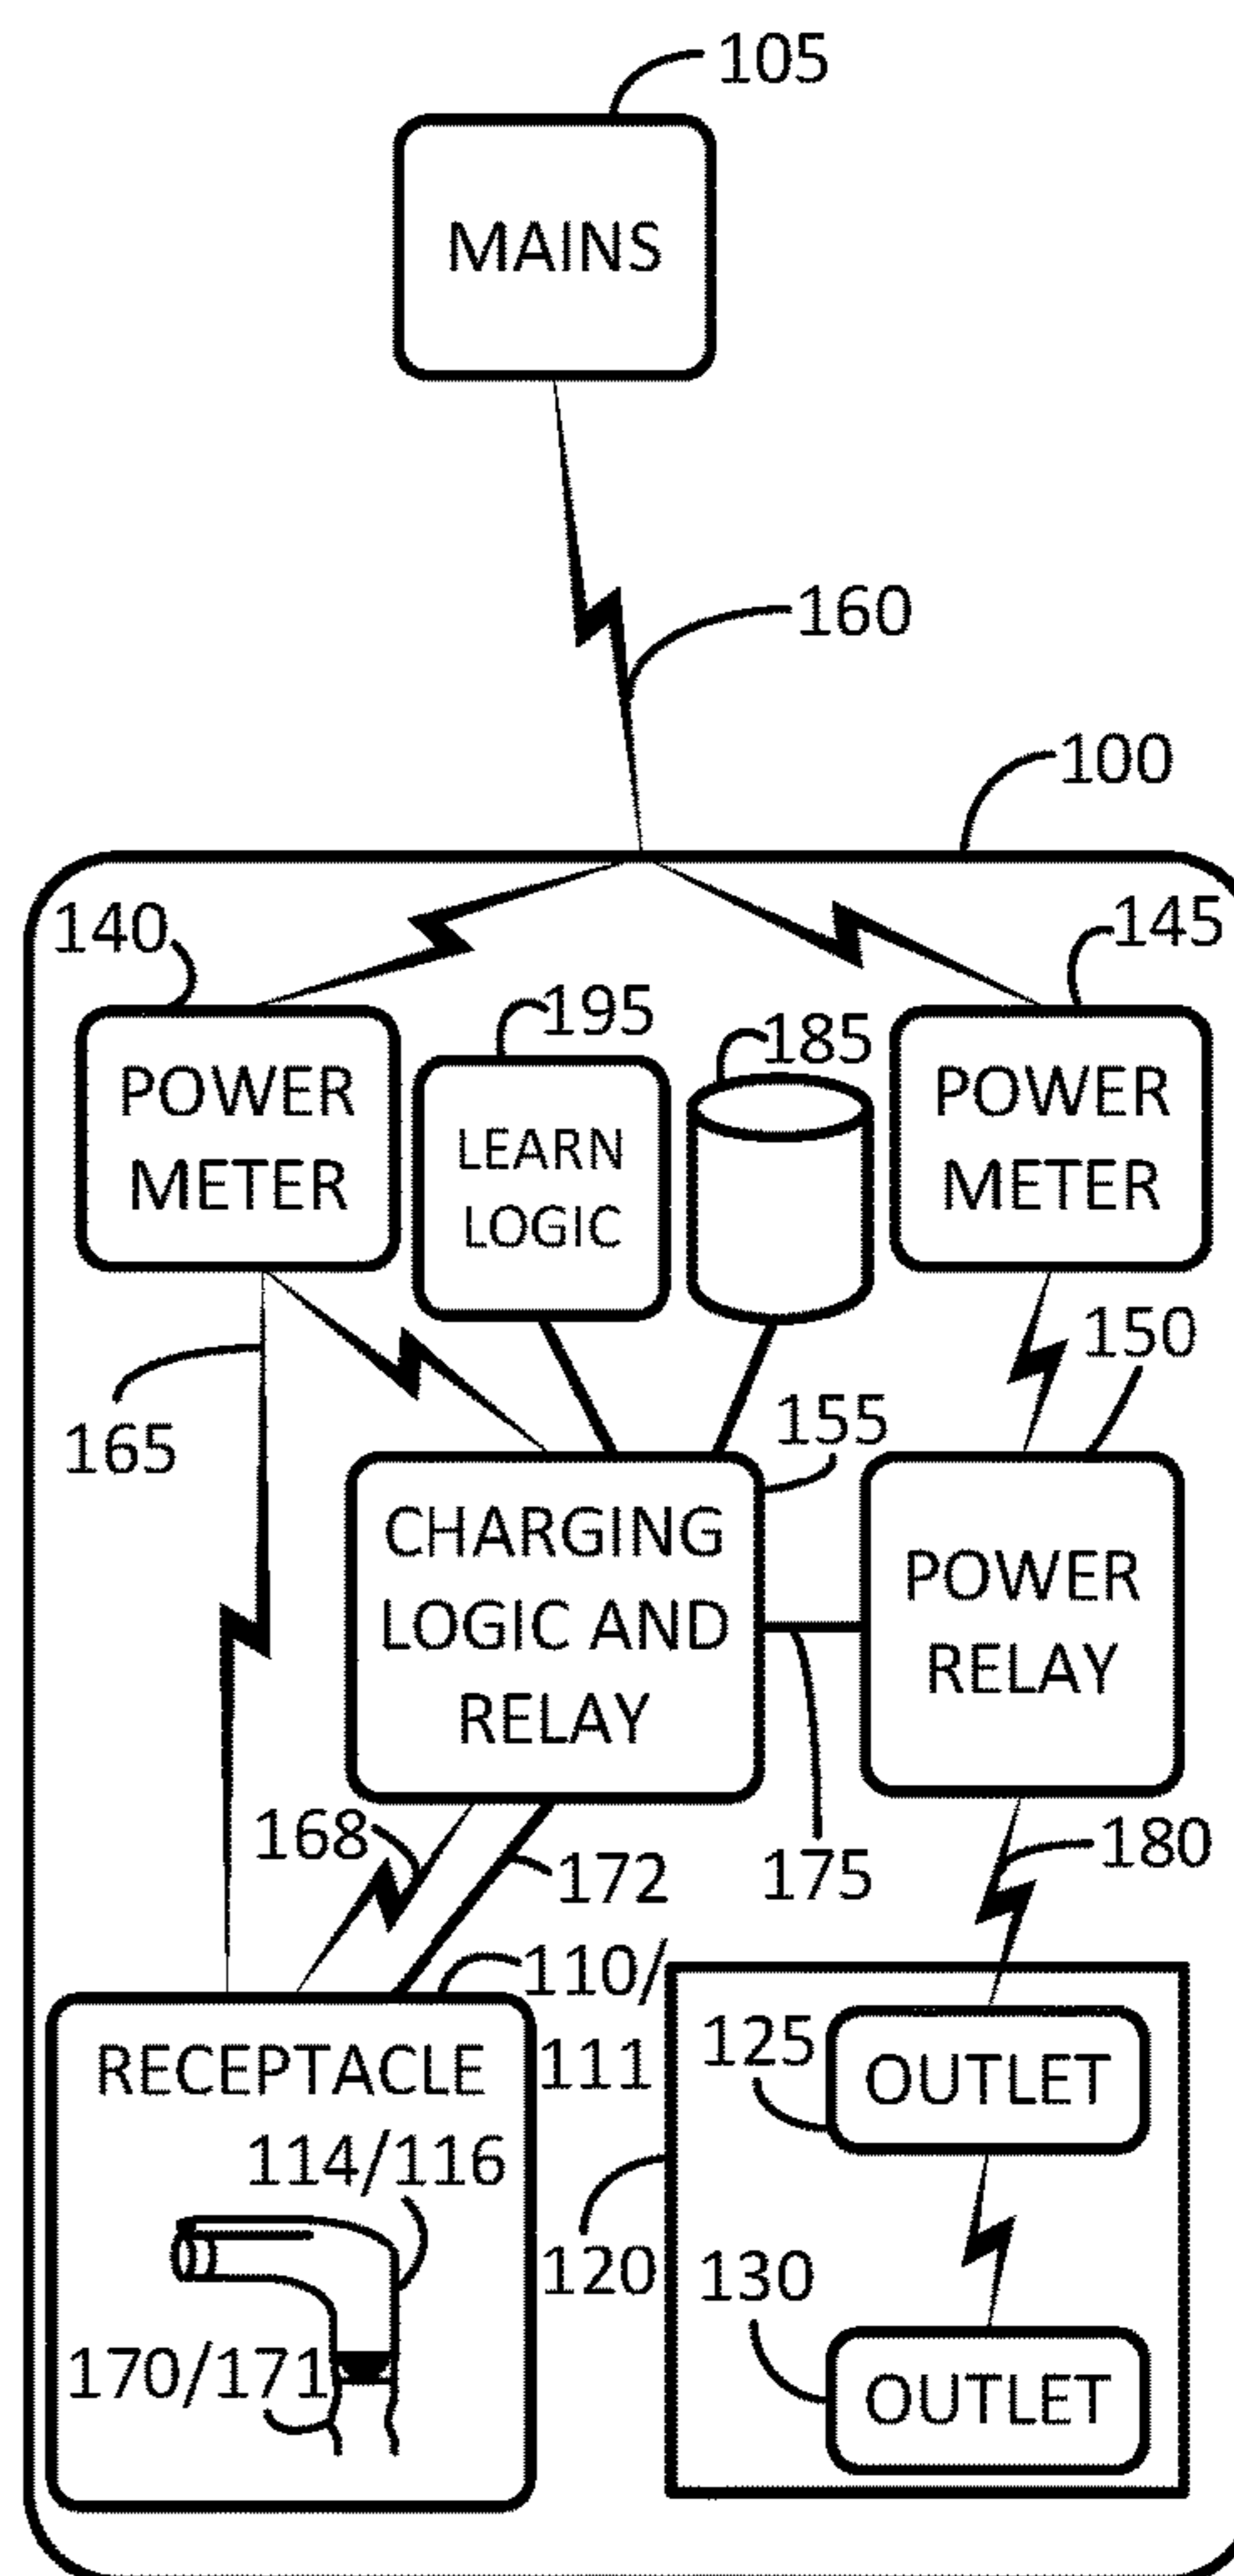 105
MAINS
160
100
140
145
195
185
POWER
METER
LEARN
LOGIC
POWER
METER
150
155
165
CHARGING
LOGIC AND
RELAY
POWER
RELAY
168
172
175
180
110/
111
RECEPTACLE
114/116
170/171
120
125
OUTLET
130
OUTLET